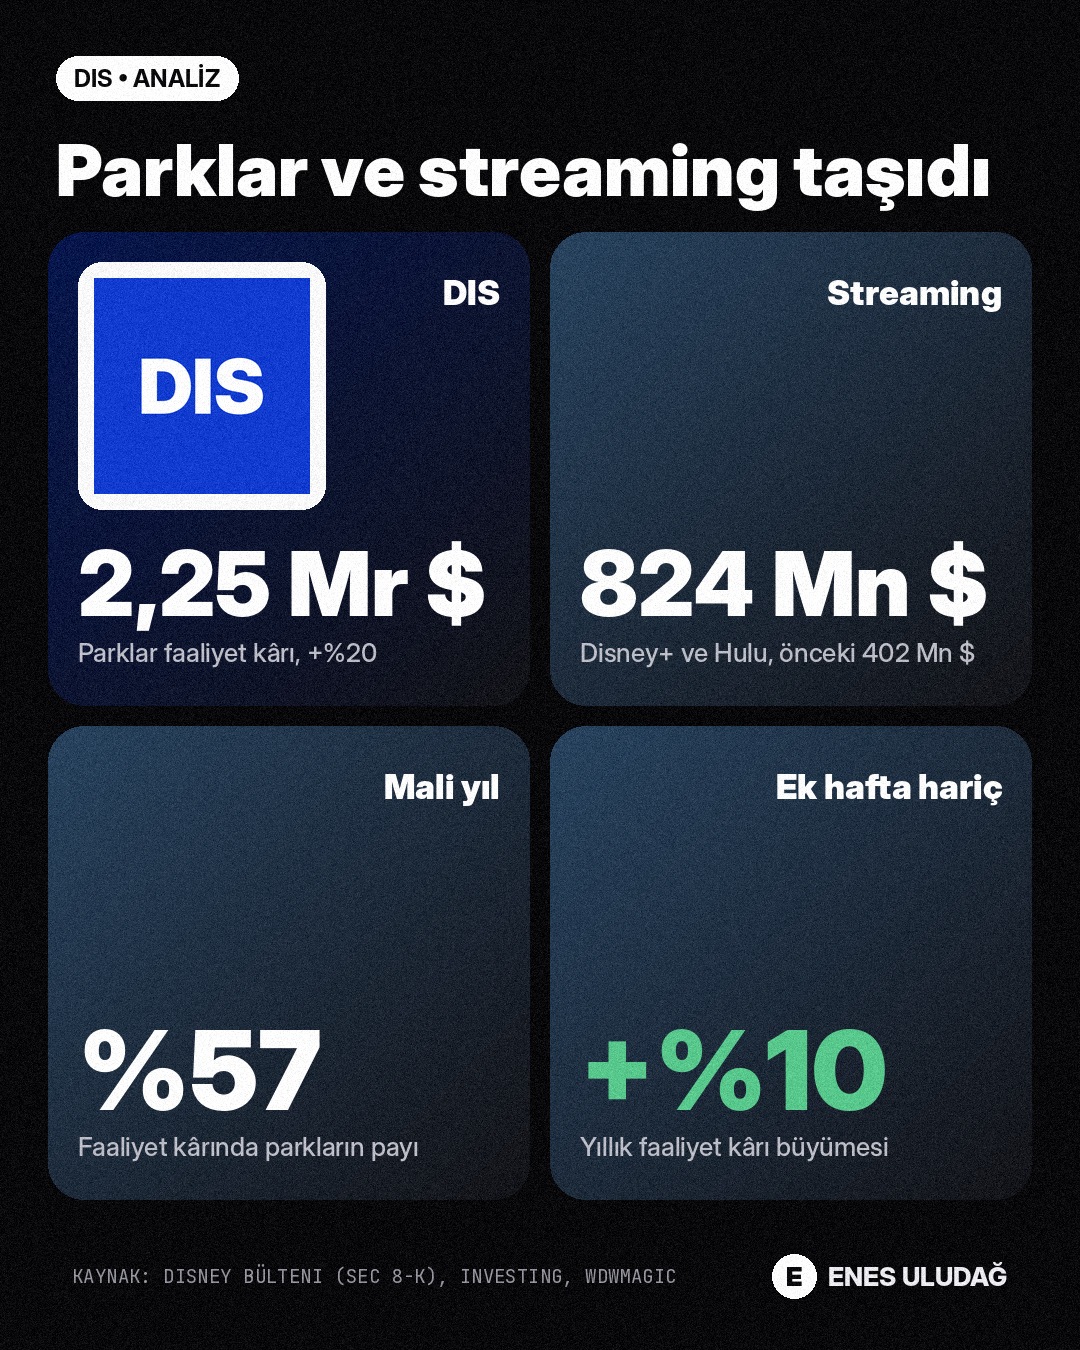 DIS • ANALİZ
Parklar ve streaming taşıdı
DIS
DIS
2,25 Mr $
Parklar faaliyet kârı, +%20
Streaming
824 Mn $
Disney+ ve Hulu, önceki 402 Mn $
Mali yıl
%57
Faaliyet kârında parkların payı
Ek hafta hariç
+%10
Yıllık faaliyet kârı büyümesi
KAYNAK: DISNEY BÜLTENI (SEC 8-K), INVESTING, WDWMAGIC
E ENES ULUDAĞ